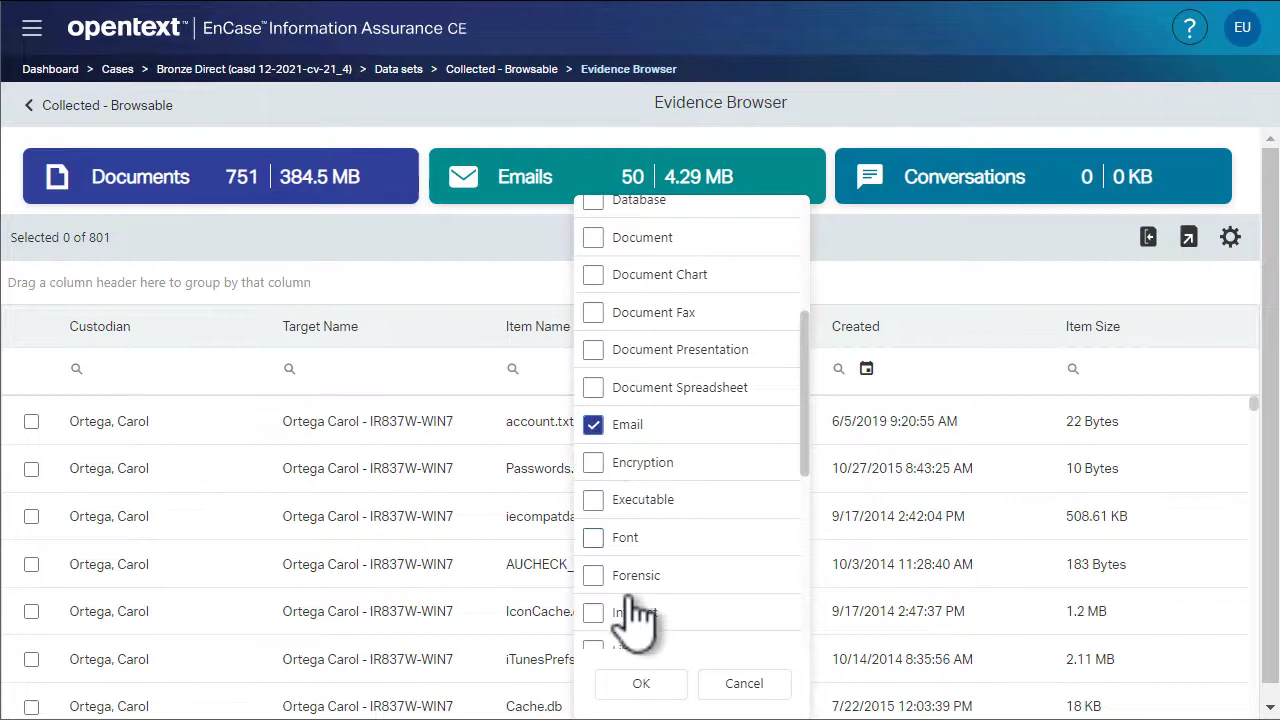 opentext™ | EnCase™ Information Assurance CE
?
EU
Dashboard > Cases > Bronze Direct (casd 12-2021-cv-21_4) > Data sets > Collected - Browsable > Evidence Browser
Collected - Browsable
Evidence Browser
Documents 751 | 384.5 MB
Emails 50 | 4.29 MB
Conversations 0 | 0 KB
Selected 0 of 801
Drag a column header here to group by that column
Custodian Target Name Item Name Created Item Size
Ortega, Carol Ortega Carol - IR837W-WIN7 account.txt 6/5/2019 9:20:55 AM 22 Bytes
Ortega, Carol Ortega Carol - IR837W-WIN7 Passwords. 10/27/2015 8:43:25 AM 10 Bytes
Ortega, Carol Ortega Carol - IR837W-WIN7 iecompatda 9/17/2014 2:42:04 PM 508.61 KB
Ortega, Carol Ortega Carol - IR837W-WIN7 AUCHECK_ 10/3/2014 11:28:40 AM 183 Bytes
Ortega, Carol Ortega Carol - IR837W-WIN7 IconCache. 9/17/2014 2:47:37 PM 1.2 MB
Ortega, Carol Ortega Carol - IR837W-WIN7 iTunesPrefs 10/14/2014 8:35:56 AM 2.11 MB
Ortega, Carol Ortega Carol - IR837W-WIN7 Cache.db 7/22/2015 12:03:39 PM 18 KB
Database
Document
Document Chart
Document Fax
Document Presentation
Document Spreadsheet
Email
Encryption
Executable
Font
Forensic
OK Cancel